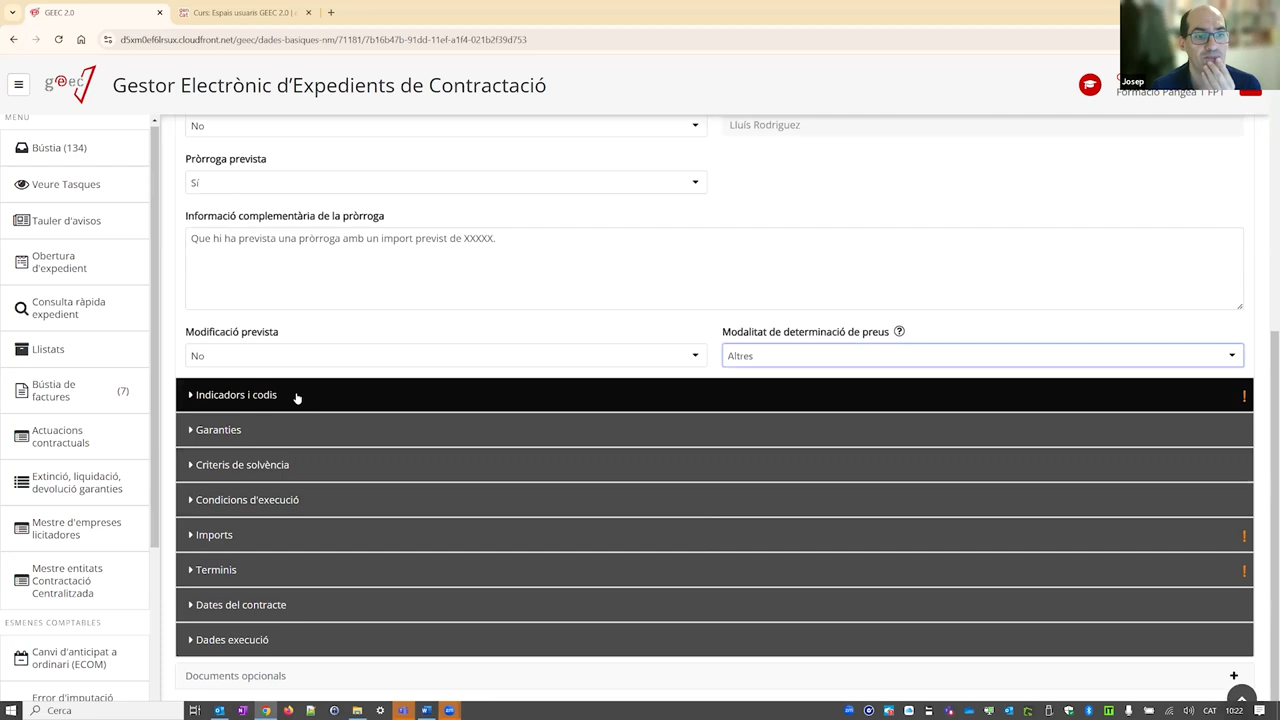 GEEC 2.0
Curs: Espais usuaris GEEC 2.0 |
d5xm0ef6lrsux.cloudfront.net/geec/dades-basiques-nm/71181/7b16b47b-91dd-11ef-a1f4-021b2f39d753
Josep
geec
Gestor Electrònic d'Expedients de Contractació
Formació Pangea 1 FPT
MENÚ
Bústia (134)
Veure Tasques
Tauler d'avisos
Obertura
d'expedient
Consulta ràpida
expedient
Llistats
Bústia de
factures
(7)
Actuacions
contractuals
Extinció, liquidació,
devolució garanties
Mestre d'empreses
licitadores
Mestre entitats
Contractació
Centralitzada
ESMENES COMPTABLES
Canvi d'anticipat a
ordinari (ECOM)
Error d'imputació
No
Lluís Rodriguez
Pròrroga prevista
Sí
Informació complementària de la pròrroga
Que hi ha prevista una pròrroga amb un import previst de XXXXX.
Modificació prevista
Modalitat de determinació de preus ?
No
Altres
Indicadors i codis !
Garanties
Criteris de solvència
Condicions d'execució
Imports !
Terminis !
Dates del contracte
Dades execució
Documents opcionals +
Cerca
CAT 10:22